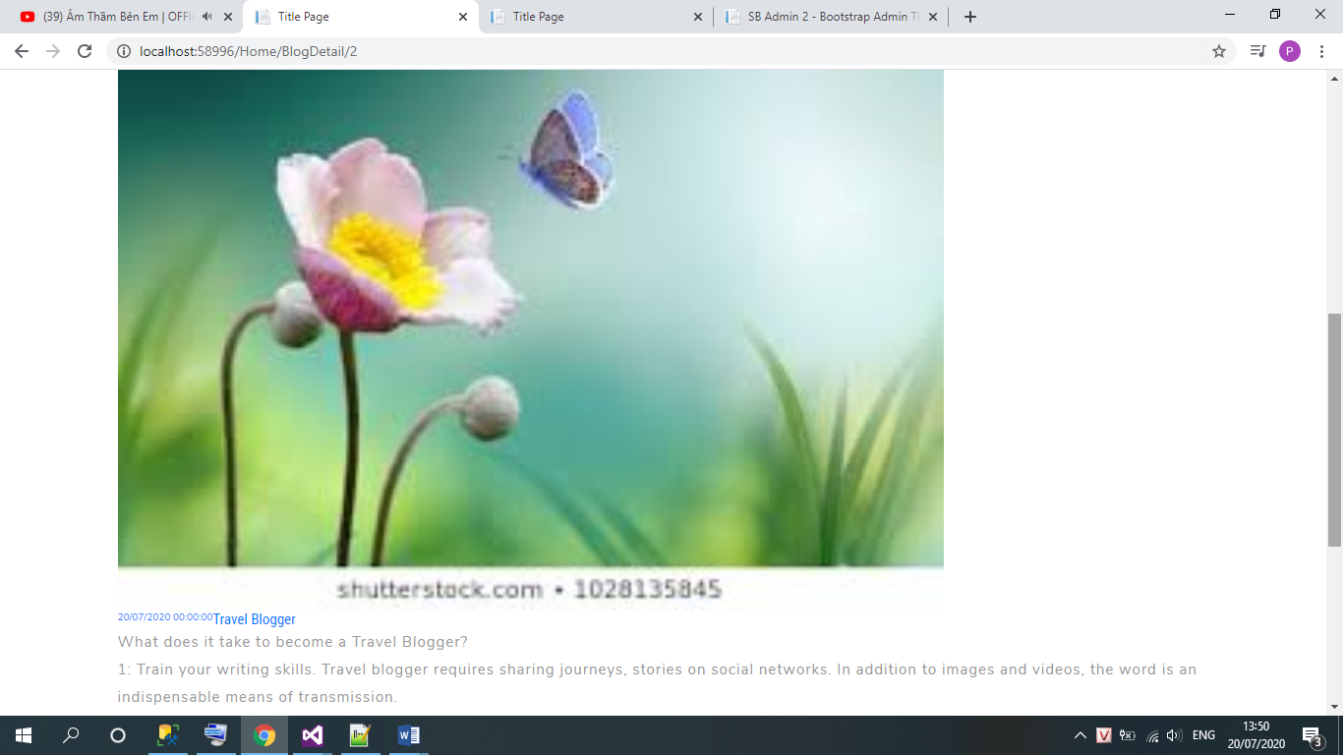 (39) Âm Thầm Bên Em | OFFI
Title Page
Title Page
SB Admin 2 - Bootstrap Admin T
localhost:58996/Home/BlogDetail/2
P
shutterstock.com • 1028135845
20/07/2020 00:00:00Travel Blogger
What does it take to become a Travel Blogger?
1: Train your writing skills. Travel blogger requires sharing journeys, stories on social networks. In addition to images and videos, the word is an
indispensable means of transmission.
V
ENG
13:50
20/07/2020
3